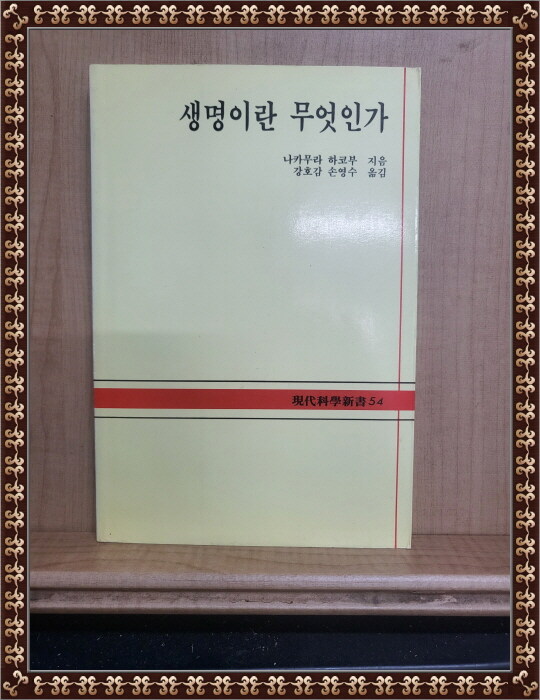 생명이란 무엇인가
나카무라 하코부 지음
강호감 손영수 옮김
現代科學新書 54